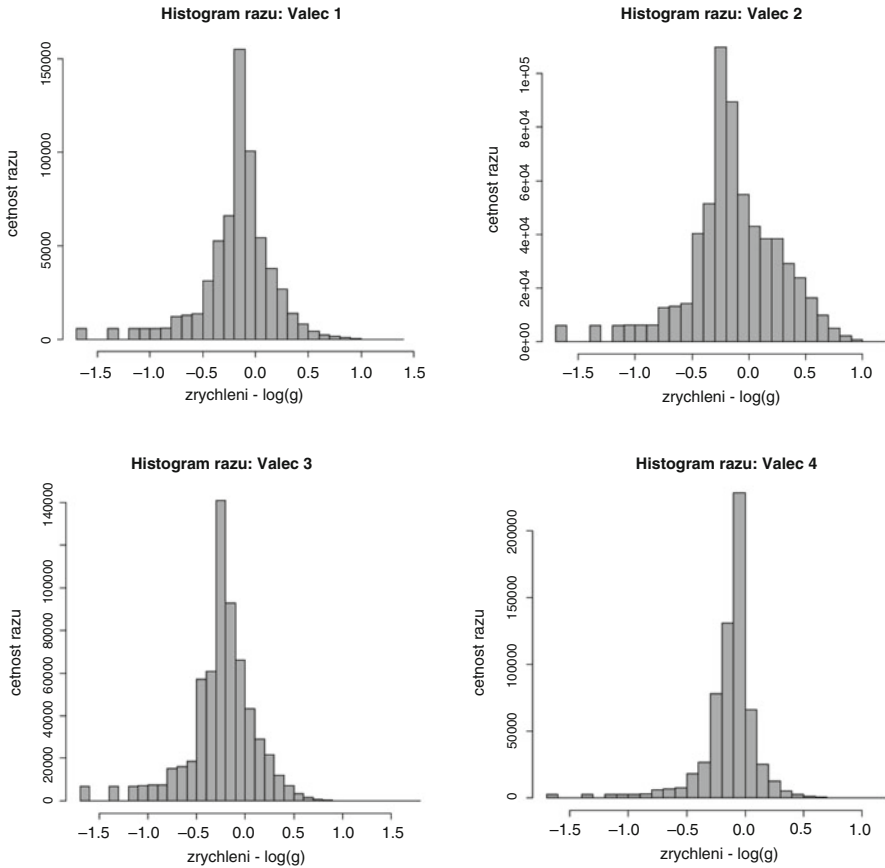 Histogram razu: Valec 1
cetnost razu
150000
100000
50000
0
−1.5 −1.0 −0.5 0.0 0.5 1.0 1.5
zrychleni - log(g)
Histogram razu: Valec 2
cetnost razu
1e+05
8e+04
6e+04
4e+04
2e+04
0e+00
−1.5 −1.0 −0.5 0.0 0.5 1.0
zrychleni - log(g)
Histogram razu: Valec 3
cetnost razu
140000
100000
80000
60000
40000
20000
0
−1.5 −1.0 −0.5 0.0 0.5 1.0 1.5
zrychleni - log(g)
Histogram razu: Valec 4
cetnost razu
200000
150000
100000
50000
0
−1.5 −1.0 −0.5 0.0 0.5 1.0
zrychleni - log(g)